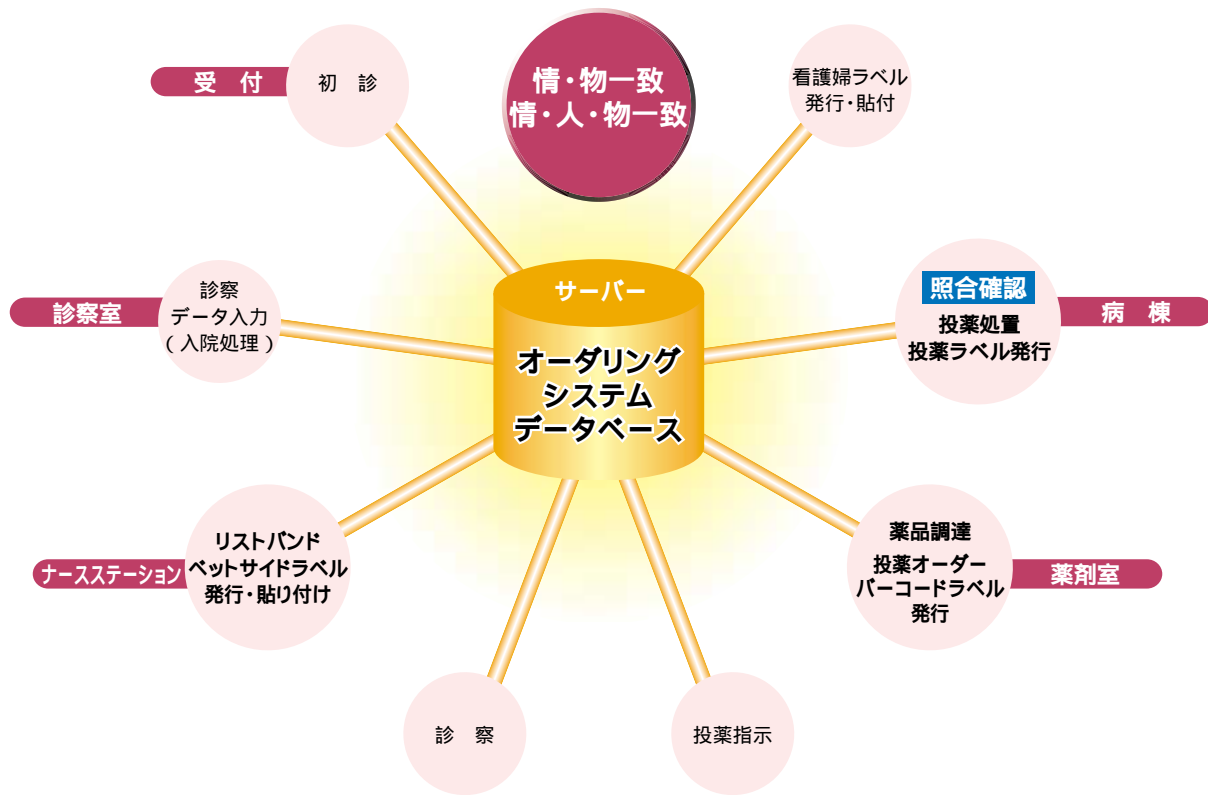 情・物一致
情・人・物一致
受　付
初　診
看護婦ラベル
発行・貼付
診察室
診察
データ入力
(入院処理)
サーバー
オーダリング
システム
データベース
照合確認
投薬処置
投薬ラベル発行
病　棟
ナースステーション
リストバンド
ベットサイドラベル
発行・貼り付け
薬品調達
投薬オーダー
バーコードラベル
発行
薬剤室
診　察
投薬指示